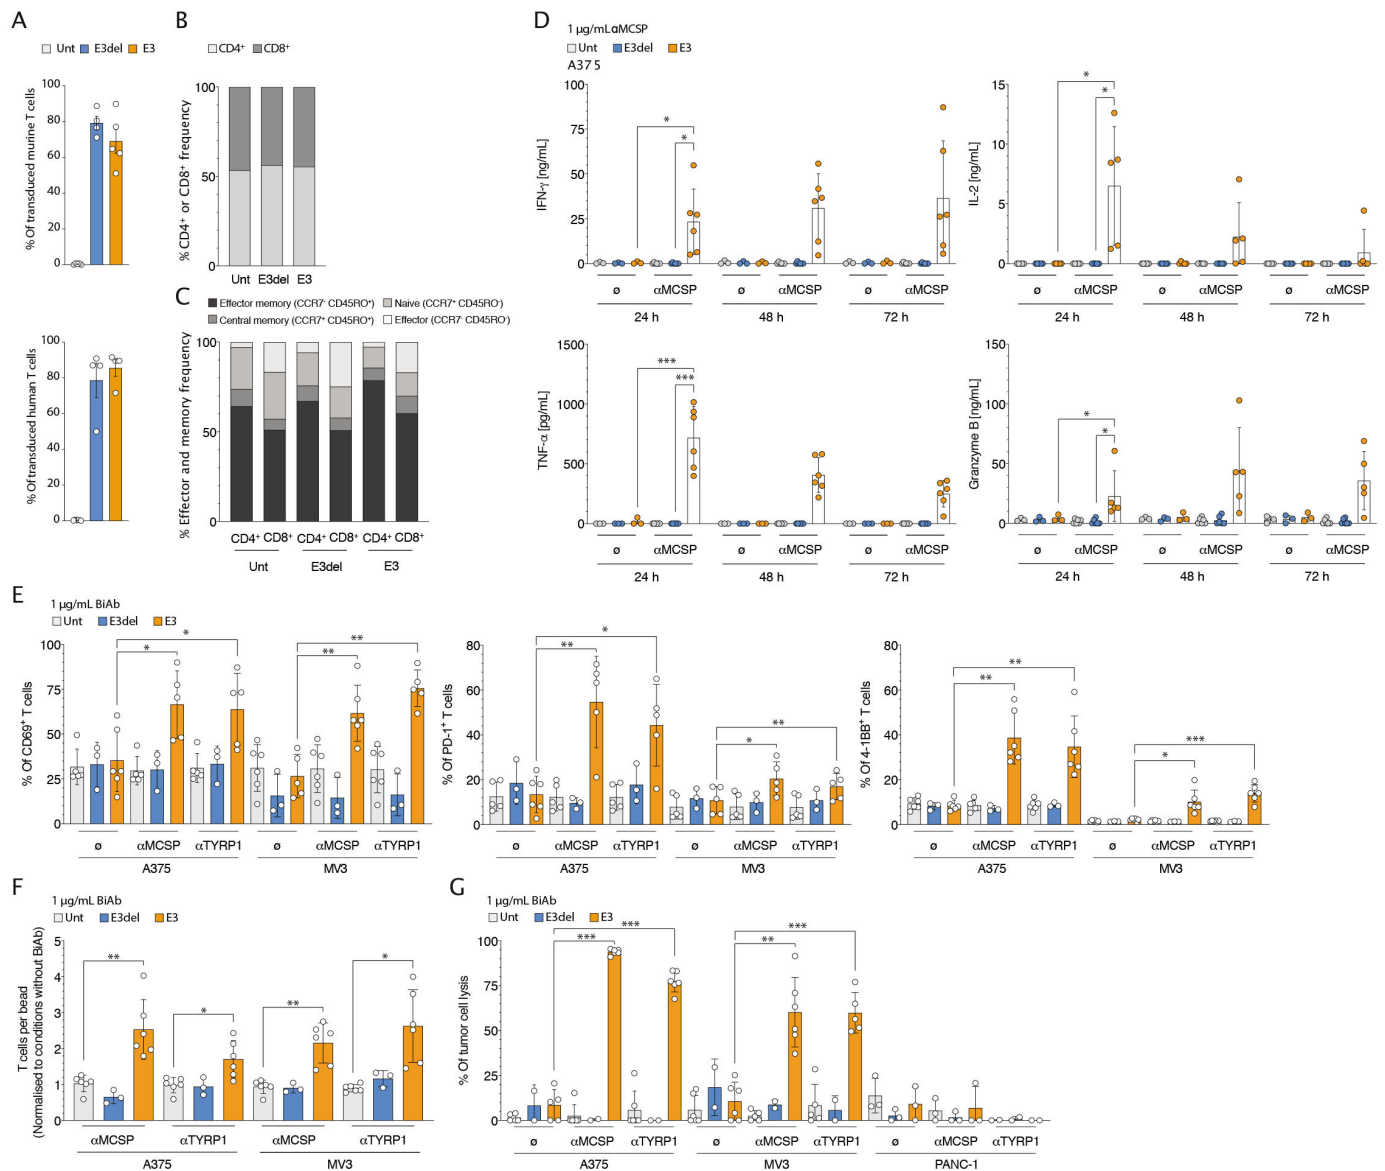 A
Unt E3del E3
% Of transduced murine T cells
100
80
60
40
20
0
% Of transduced human T cells
100
80
60
40
20
0
B
CD4⁺ CD8⁺
% CD4⁺ or CD8⁺ frequency
100
50
0
Unt E3del E3
C
Effector memory (CCR7⁻ CD45RO⁺) Naive (CCR7⁺ CD45RO⁻)
Central memory (CCR7⁺ CD45RO⁺) Effector (CCR7⁻ CD45RO⁻)
% Effector and memory frequency
100
50
0
CD4⁺ CD8⁺ CD4⁺ CD8⁺ CD4⁺ CD8⁺
Unt E3del E3
D
1 µg/mLαMCSP
Unt E3del E3
A375
IFN-γ [ng/mL]
100
75
50
25
0
* *
ø αMCSP ø αMCSP ø αMCSP
24 h 48 h 72 h
IL-2 [ng/mL]
15
10
5
0
* *
ø αMCSP ø αMCSP ø αMCSP
24 h 48 h 72 h
TNF-α [pg/mL]
1500
1000
500
0
*** ***
ø αMCSP ø αMCSP ø αMCSP
24 h 48 h 72 h
Granzyme B [ng/mL]
150
100
50
0
* *
ø αMCSP ø αMCSP ø αMCSP
24 h 48 h 72 h
E
1 µg/mL BiAb
Unt E3del E3
% Of CD69⁺ T cells
100
75
50
25
0
* * ** **
ø αMCSP αTYRP1 ø αMCSP αTYRP1
A375 MV3
% Of PD-1⁺ T cells
80
60
40
20
0
** * * **
ø αMCSP αTYRP1 ø αMCSP αTYRP1
A375 MV3
% Of 4-1BB⁺ T cells
80
60
40
20
0
** ** * ***
ø αMCSP αTYRP1 ø αMCSP αTYRP1
A375 MV3
F
1 µg/mL BiAb
Unt E3del E3
T cells per bead
(Normalised to conditions without BiAb)
5
4
3
2
1
0
** * ** *
αMCSP αTYRP1 αMCSP αTYRP1
A375 MV3
G
1 µg/mL BiAb
Unt E3del E3
% Of tumor cell lysis
100
75
50
25
0
*** *** ** ***
ø αMCSP αTYRP1 ø αMCSP αTYRP1 ø αMCSP αTYRP1
A375 MV3 PANC-1